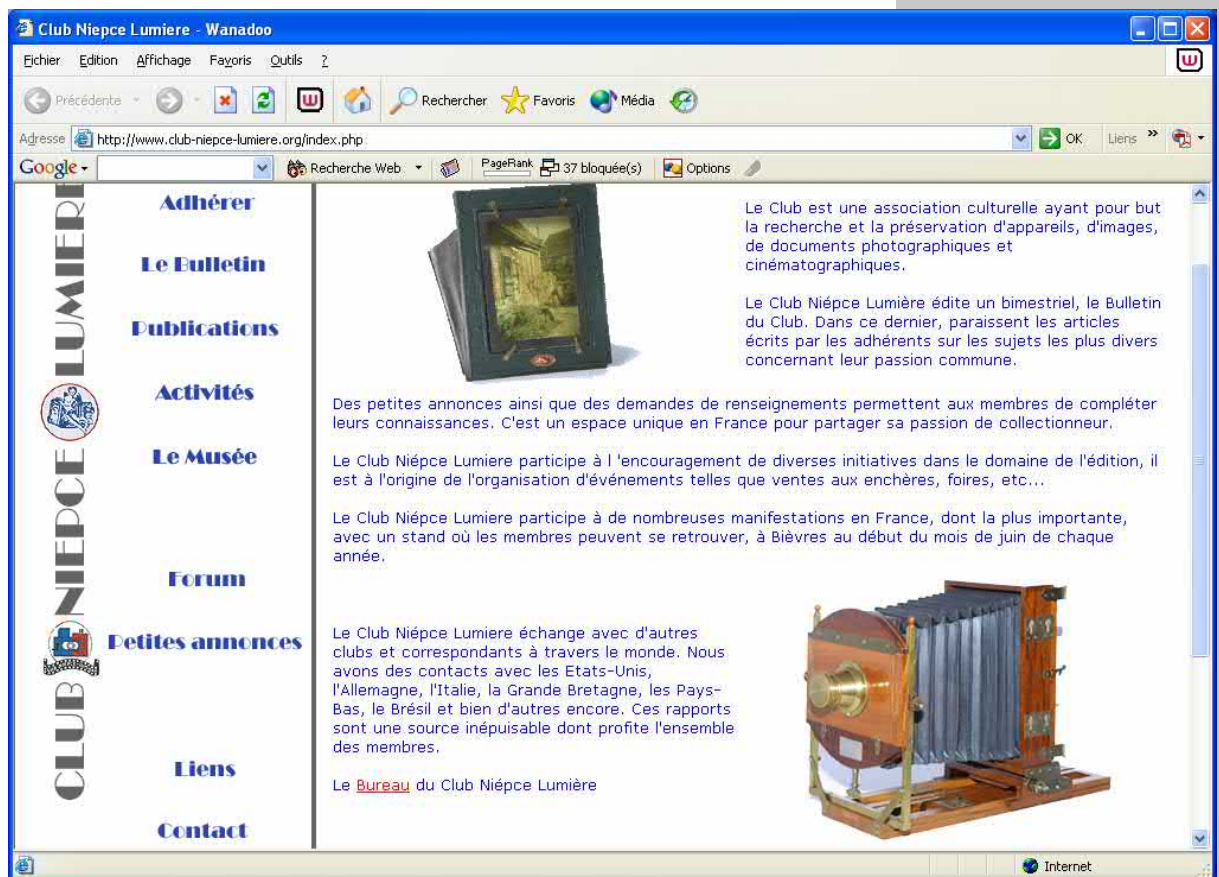 Club Niepce Lumiere - Wanadoo
Fichier Edition Affichage Favoris Outils ?
Précédente Rechercher Favoris Média
Adresse http://www.club-niepce-lumiere.org/index.php OK Liens »
Google Recherche Web PageRank 37 bloquée(s) Options
CLUB NIEPCE LUMIERE
Adhérer
Le Bulletin
Publications
Activités
Le Musée
Forum
Petites annonces
Liens
Contact
Le Club est une association culturelle ayant pour but
la recherche et la préservation d'appareils, d'images,
de documents photographiques et
cinématographiques.
Le Club Niépce Lumière édite un bimestriel, le Bulletin
du Club. Dans ce dernier, paraissent les articles
écrits par les adhérents sur les sujets les plus divers
concernant leur passion commune.
Des petites annonces ainsi que des demandes de renseignements permettent aux membres de compléter
leurs connaissances. C'est un espace unique en France pour partager sa passion de collectionneur.
Le Club Niépce Lumiere participe à l 'encouragement de diverses initiatives dans le domaine de l'édition, il
est à l'origine de l'organisation d'événements telles que ventes aux enchères, foires, etc...
Le Club Niépce Lumiere participe à de nombreuses manifestations en France, dont la plus importante,
avec un stand où les membres peuvent se retrouver, à Bièvres au début du mois de juin de chaque
année.
Le Club Niépce Lumiere échange avec d'autres
clubs et correspondants à travers le monde. Nous
avons des contacts avec les Etats-Unis,
l'Allemagne, l'Italie, la Grande Bretagne, les Pays-
Bas, le Brésil et bien d'autres encore. Ces rapports
sont une source inépuisable dont profite l'ensemble
des membres.
Le Bureau du Club Niépce Lumière
Internet